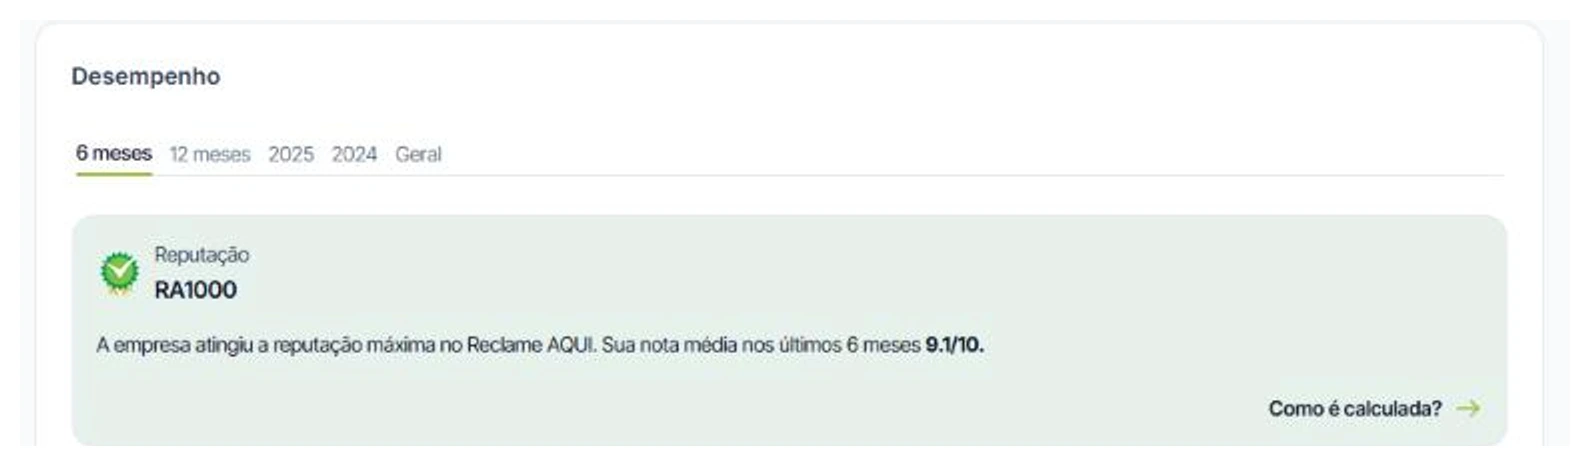 Desempenho
6 meses 12 meses 2025 2024 Geral
Reputação
RA1000
A empresa atingiu a reputação máxima no Reclame AQUI. Sua nota média nos últimos 6 meses 9.1/10.
Como é calculada? →